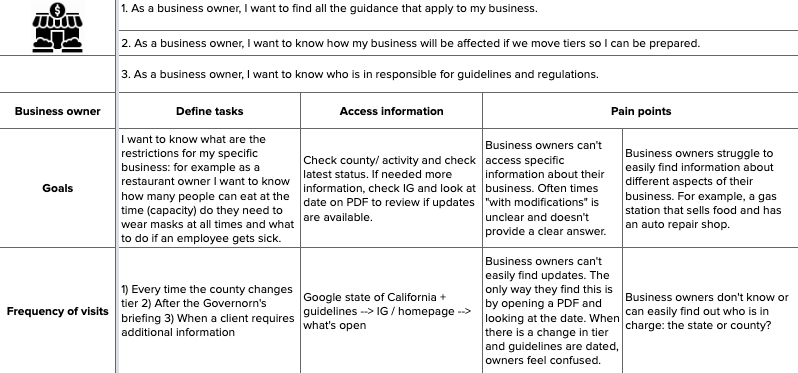 1. As a business owner, I want to find all the guidance that apply to my business.
2. As a business owner, I want to know how my business will be affected if we move tiers so I can be prepared.
3. As a business owner, I want to know who is in responsible for guidelines and regulations.
Business owner
Define tasks
Access information
Pain points
Goals
I want to know what are the
restrictions for my specific
business: for example as a
restaurant owner I want to know
how many people can eat at the
time (capacity) do they need to
wear masks at all times and what
to do if an employee gets sick.
Check county/ activity and check
latest status. If needed more
information, check IG and look at
date on PDF to review if updates
are available.
Business owners can't
access specific
information about their
business. Often times
"with modifications" is
unclear and doesn't
provide a clear answer.
Business owners struggle to
easily find information about
different aspects of their
business. For example, a gas
station that sells food and has
an auto repair shop.
Frequency of visits
1) Every time the county changes
tier 2) After the Governorn's
briefing 3) When a client requires
additional information
Google state of California +
guidelines --> IG / homepage -->
what's open
Business owners can't
easily find updates. The
only way they find this is
by opening a PDF and
looking at the date. When
there is a change in tier
and guidelines are dated,
owners feel confused.
Business owners don't know or
can easily find out who is in
charge: the state or county?